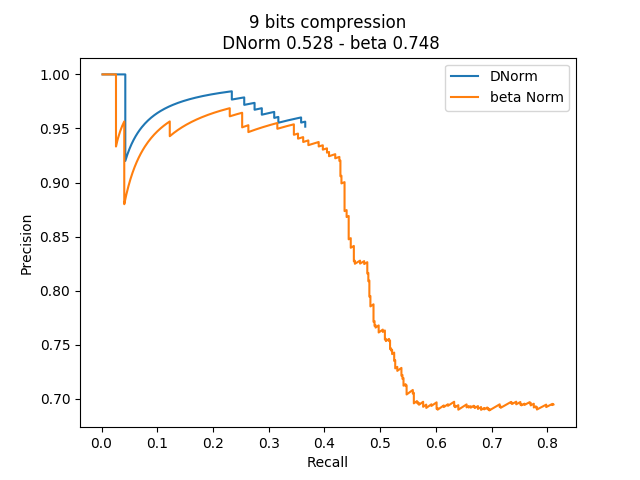 9 bits compression
DNorm 0.528 - beta 0.748
DNorm
beta Norm
1.00
0.95
0.90
0.85
0.80
0.75
0.70
Precision
0.0 0.1 0.2 0.3 0.4 0.5 0.6 0.7 0.8
Recall